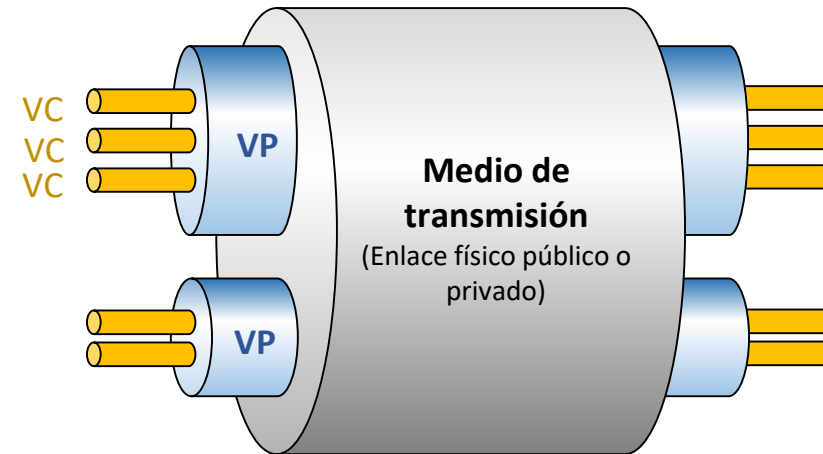 VC
VC
VC
VP
Medio de
transmisión
(Enlace físico público o
privado)
VP